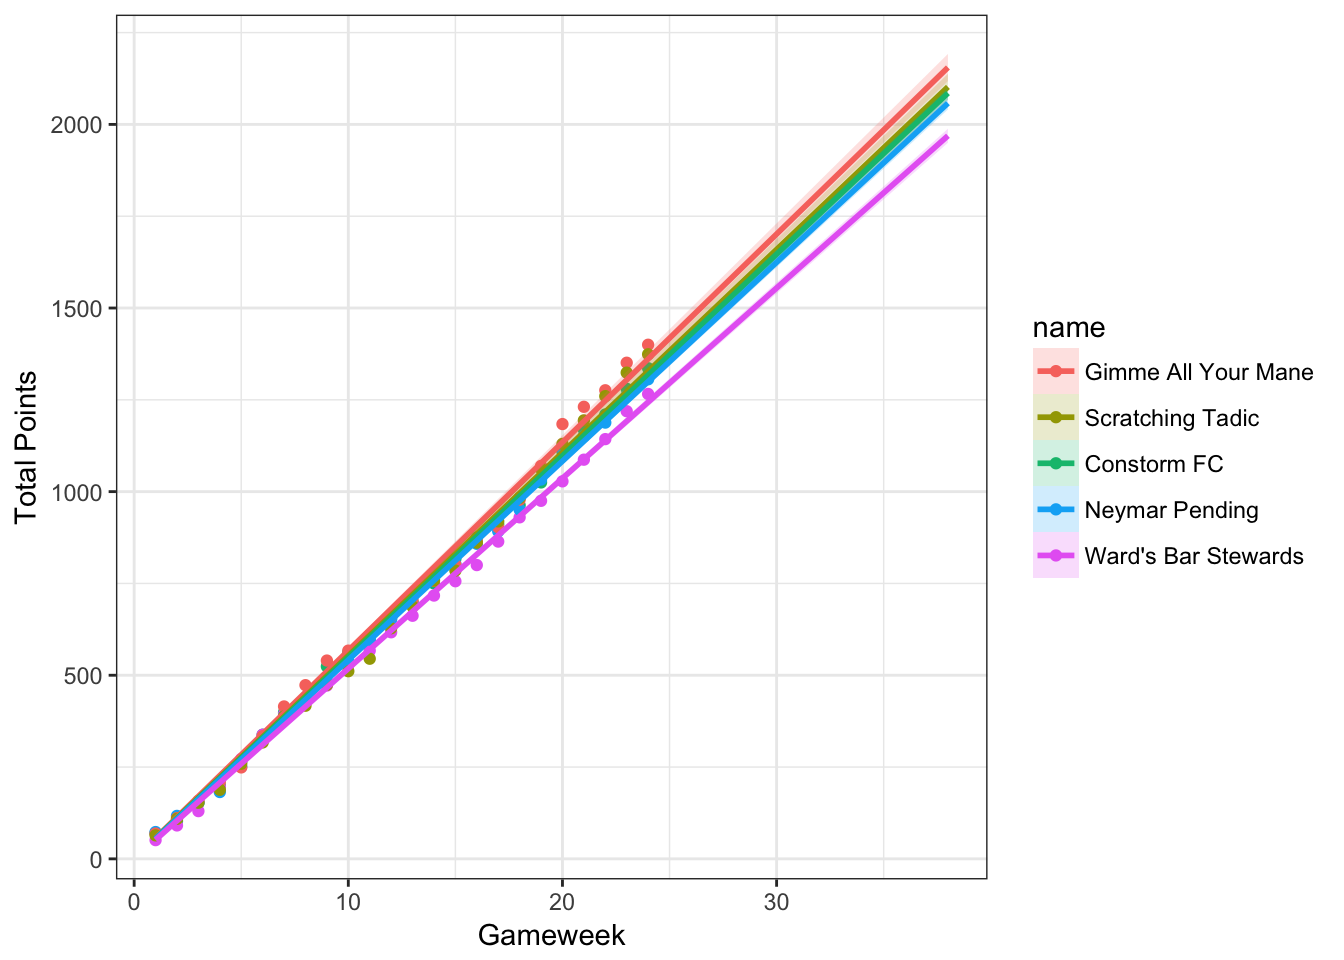 2000
1500
1000
500
0
Total Points
0 10 20 30
Gameweek
name
Gimme All Your Mane
Scratching Tadic
Constorm FC
Neymar Pending
Ward's Bar Stewards